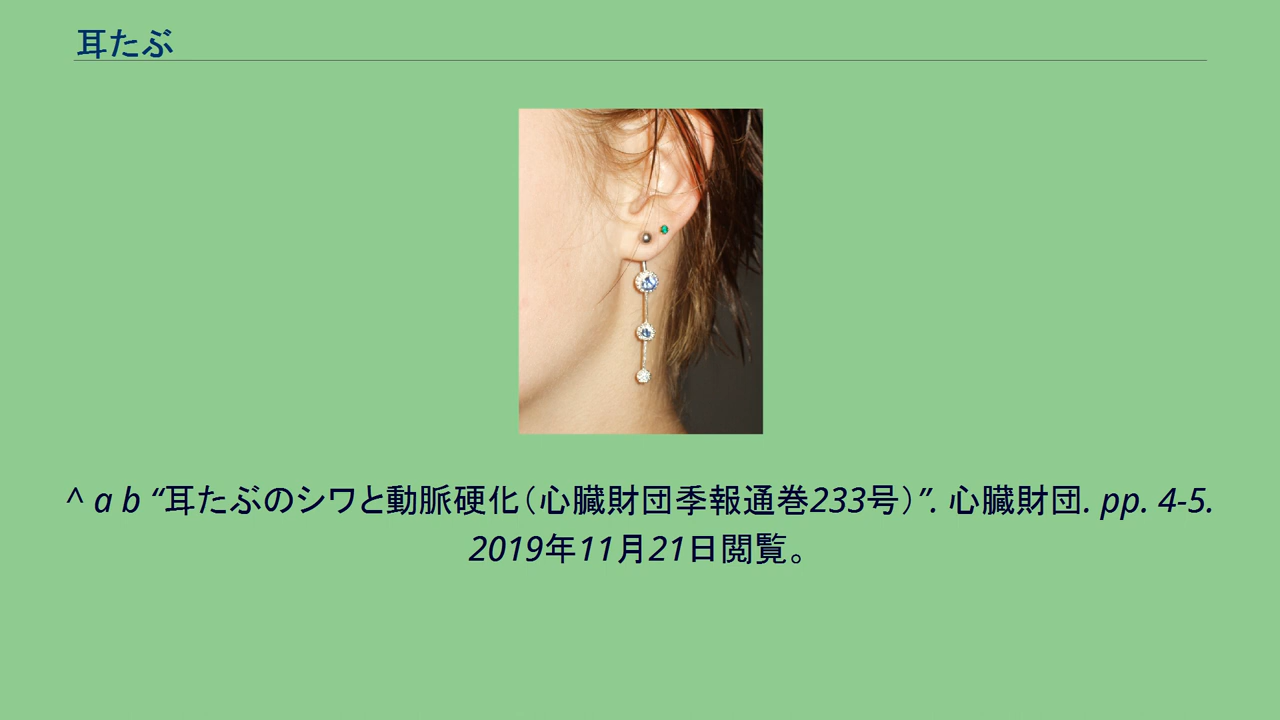 耳たぶ
^ a b “耳たぶのシワと動脈硬化（心臓財団季報通巻233号）”. 心臓財団. pp. 4-5.
2019年11月21日閲覧。